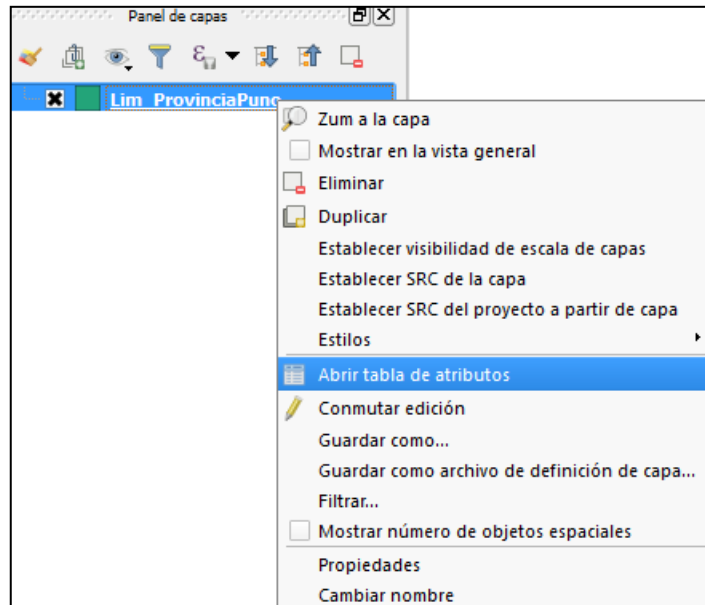 Panel de capas
Lim_ProvinciaPuno
Zum a la capa
Mostrar en la vista general
Eliminar
Duplicar
Establecer visibilidad de escala de capas
Establecer SRC de la capa
Establecer SRC del proyecto a partir de capa
Estilos
Abrir tabla de atributos
Conmutar edición
Guardar como...
Guardar como archivo de definición de capa...
Filtrar...
Mostrar número de objetos espaciales
Propiedades
Cambiar nombre